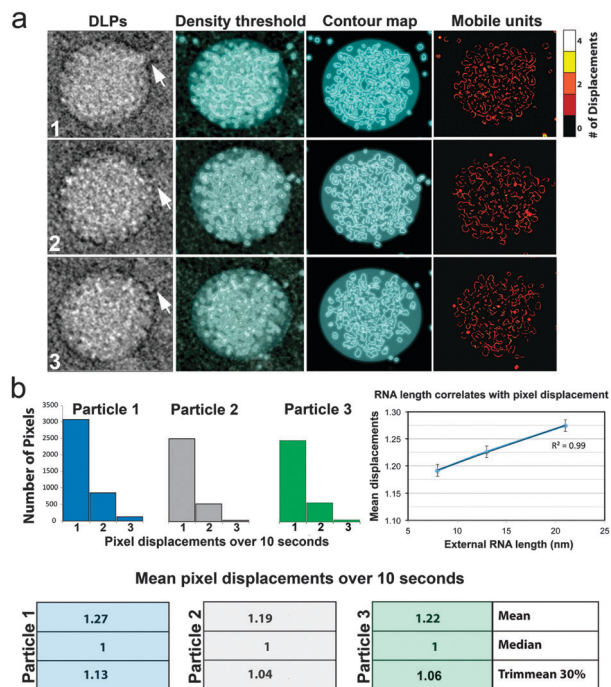 a
DLPs Density threshold Contour map Mobile units
1
2
3
4
2
0
# of Displacements
b
Particle 1 Particle 2 Particle 3
Number of Pixels
3500
3000
2500
2000
1500
1000
500
0
1 2 3 1 2 3 1 2 3
Pixel displacements over 10 seconds
RNA length correlates with pixel displacement
Mean displacements
1.30
1.25
1.20
1.15
1.10
R² = 0.99
5 10 15 20 25
External RNA length (nm)
Mean pixel displacements over 10 seconds
Particle 1 Particle 2 Particle 3
1.27 1.19 1.22 Mean
1 1 1 Median
1.13 1.04 1.06 Trimmean 30%